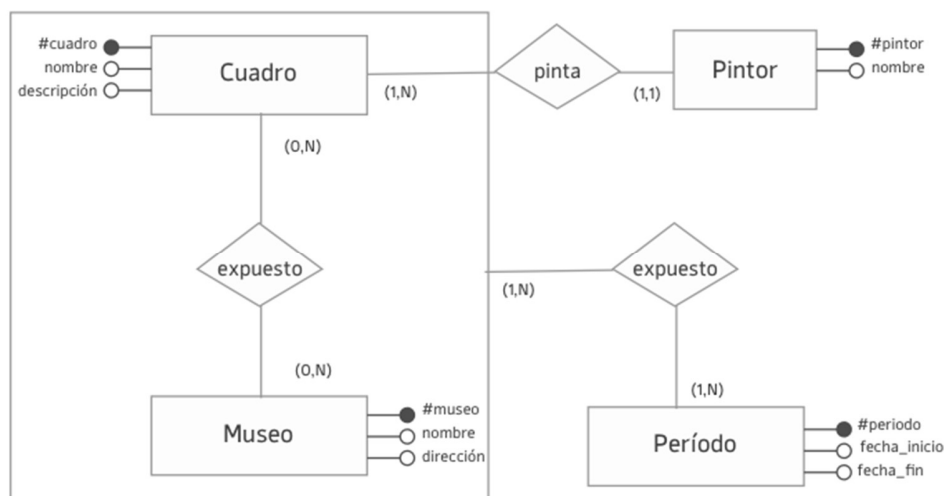 #cuadro
nombre
descripción
Cuadro
(1,N)
pinta
(1,1)
Pintor
#pintor
nombre
(0,N)
expuesto
(0,N)
Museo
#museo
nombre
dirección
(1,N)
expuesto
(1,N)
Período
#periodo
fecha_inicio
fecha_fin